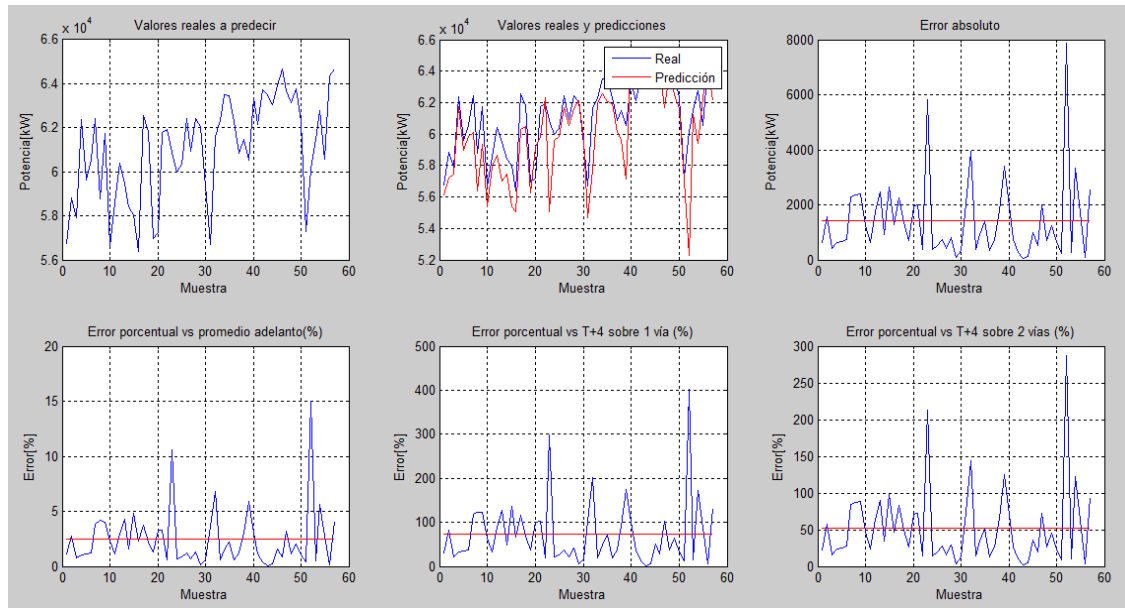 Valores reales a predecir
x 10^4
6.6
6.4
6.2
6
5.8
5.6
Potencia[kW]
0 10 20 30 40 50 60
Muestra
Valores reales y predicciones
x 10^4
6.6
6.4
6.2
6
5.8
5.6
5.4
5.2
Potencia[kW]
Real
Predicción
0 10 20 30 40 50 60
Muestra
Error absoluto
8000
6000
4000
2000
0
Potencia[kW]
0 10 20 30 40 50 60
Muestra
Error porcentual vs promedio adelanto(%)
20
15
10
5
0
Error[%]
0 10 20 30 40 50 60
Muestra
Error porcentual vs T+4 sobre 1 vía (%)
500
400
300
200
100
0
Error[%]
0 10 20 30 40 50 60
Muestra
Error porcentual vs T+4 sobre 2 vías (%)
300
250
200
150
100
50
0
Error[%]
0 10 20 30 40 50 60
Muestra